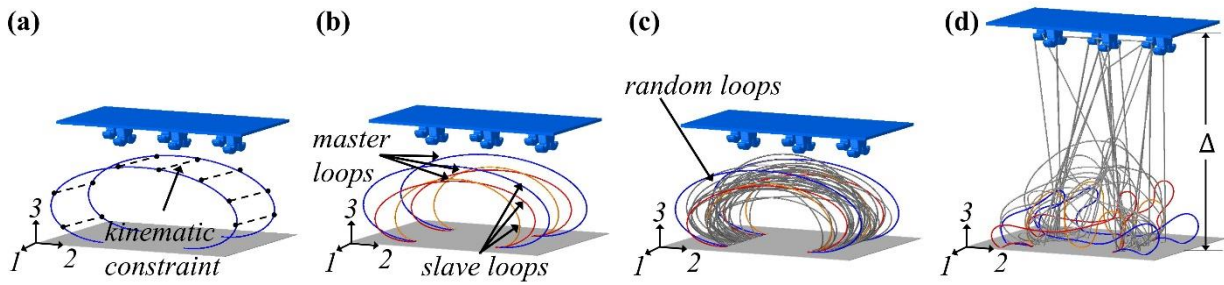 (a)
kinematic
constraint
3
1
2
(b)
master
loops
slave loops
3
1
2
(c)
random loops
3
1
2
(d)
Δ
3
1
2